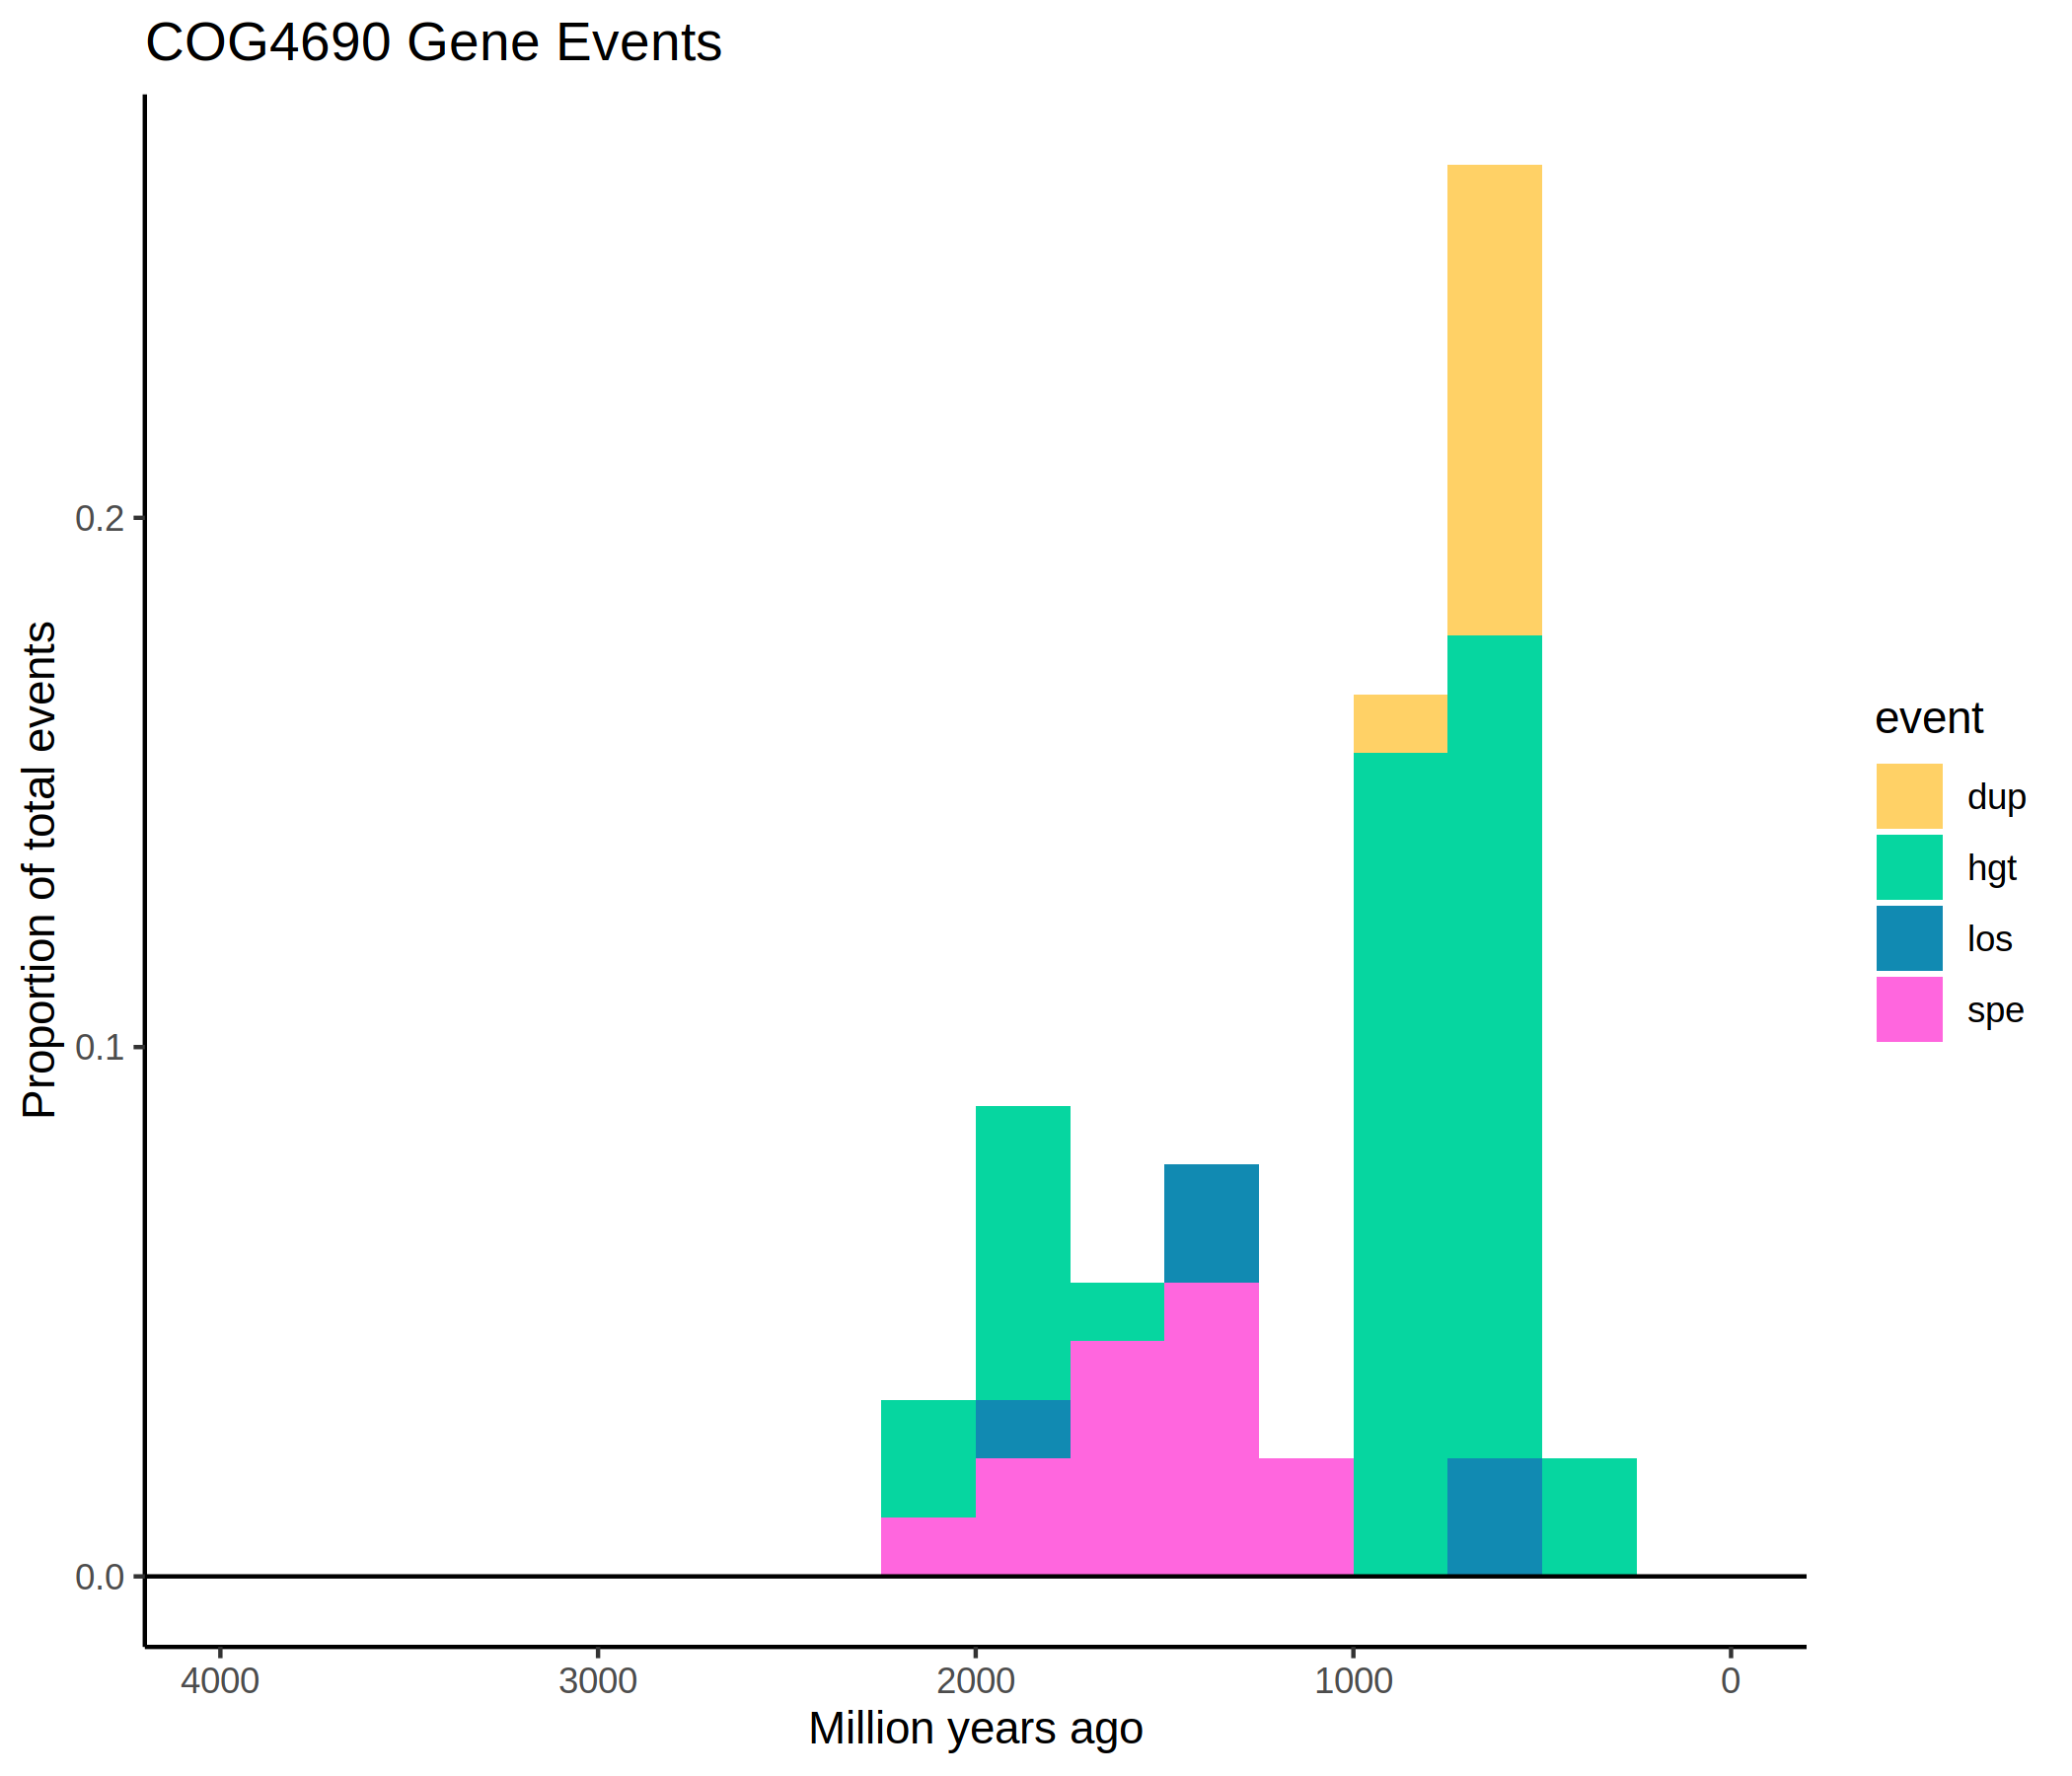 COG4690 Gene Events
Proportion of total events
0.2
0.1
0.0
4000 3000 2000 1000 0
Million years ago
event
dup
hgt
los
spe